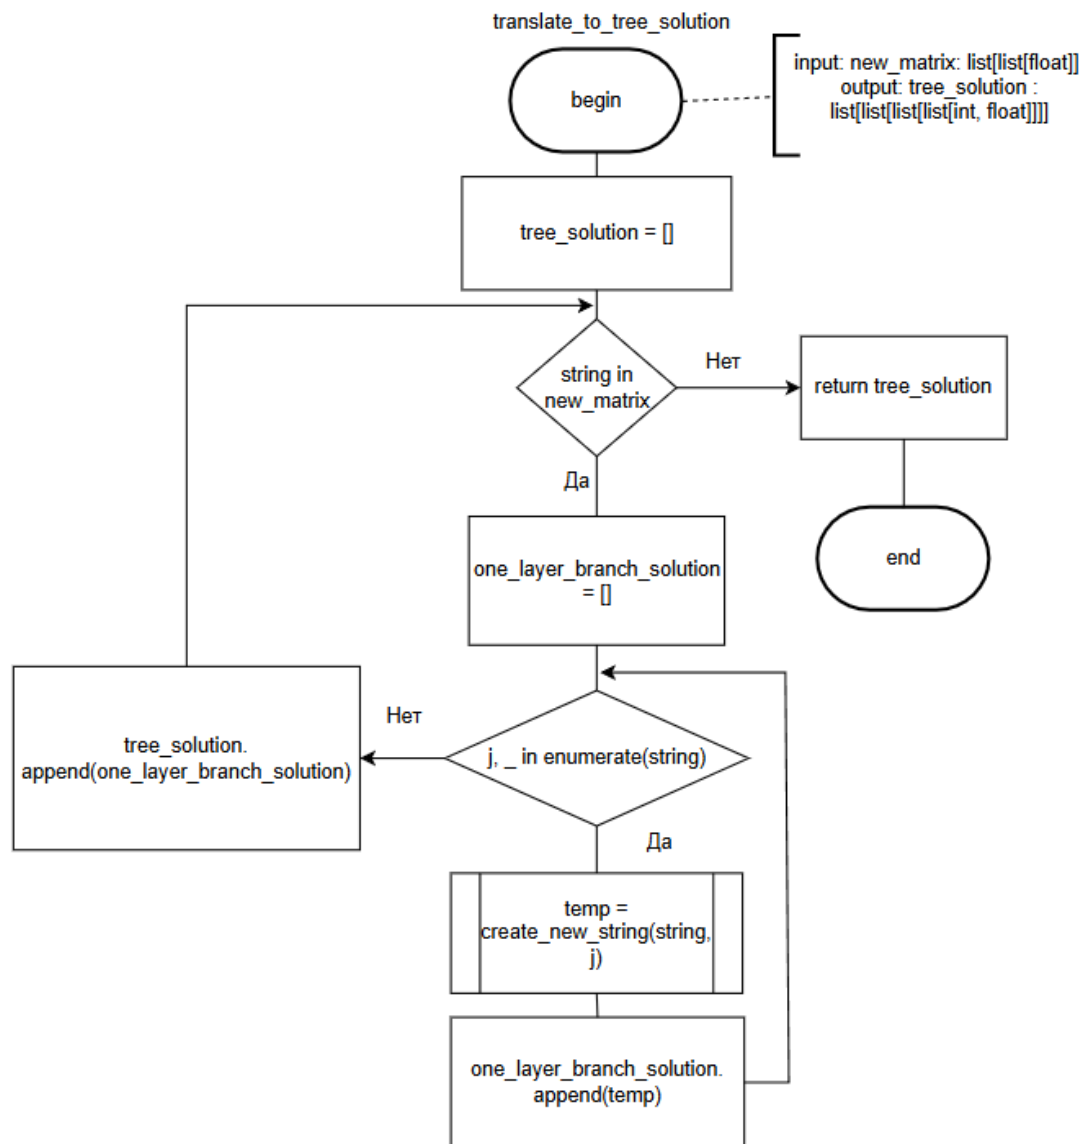 translate_to_tree_solution
begin
input: new_matrix: list[list[float]]
output: tree_solution :
list[list[list[list[int, float]]]]
tree_solution = []
string in
new_matrix
Нет
return tree_solution
Да
end
one_layer_branch_solution
= []
Нет
j, _ in enumerate(string)
tree_solution.
append(one_layer_branch_solution)
Да
temp =
create_new_string(string,
j)
one_layer_branch_solution.
append(temp)